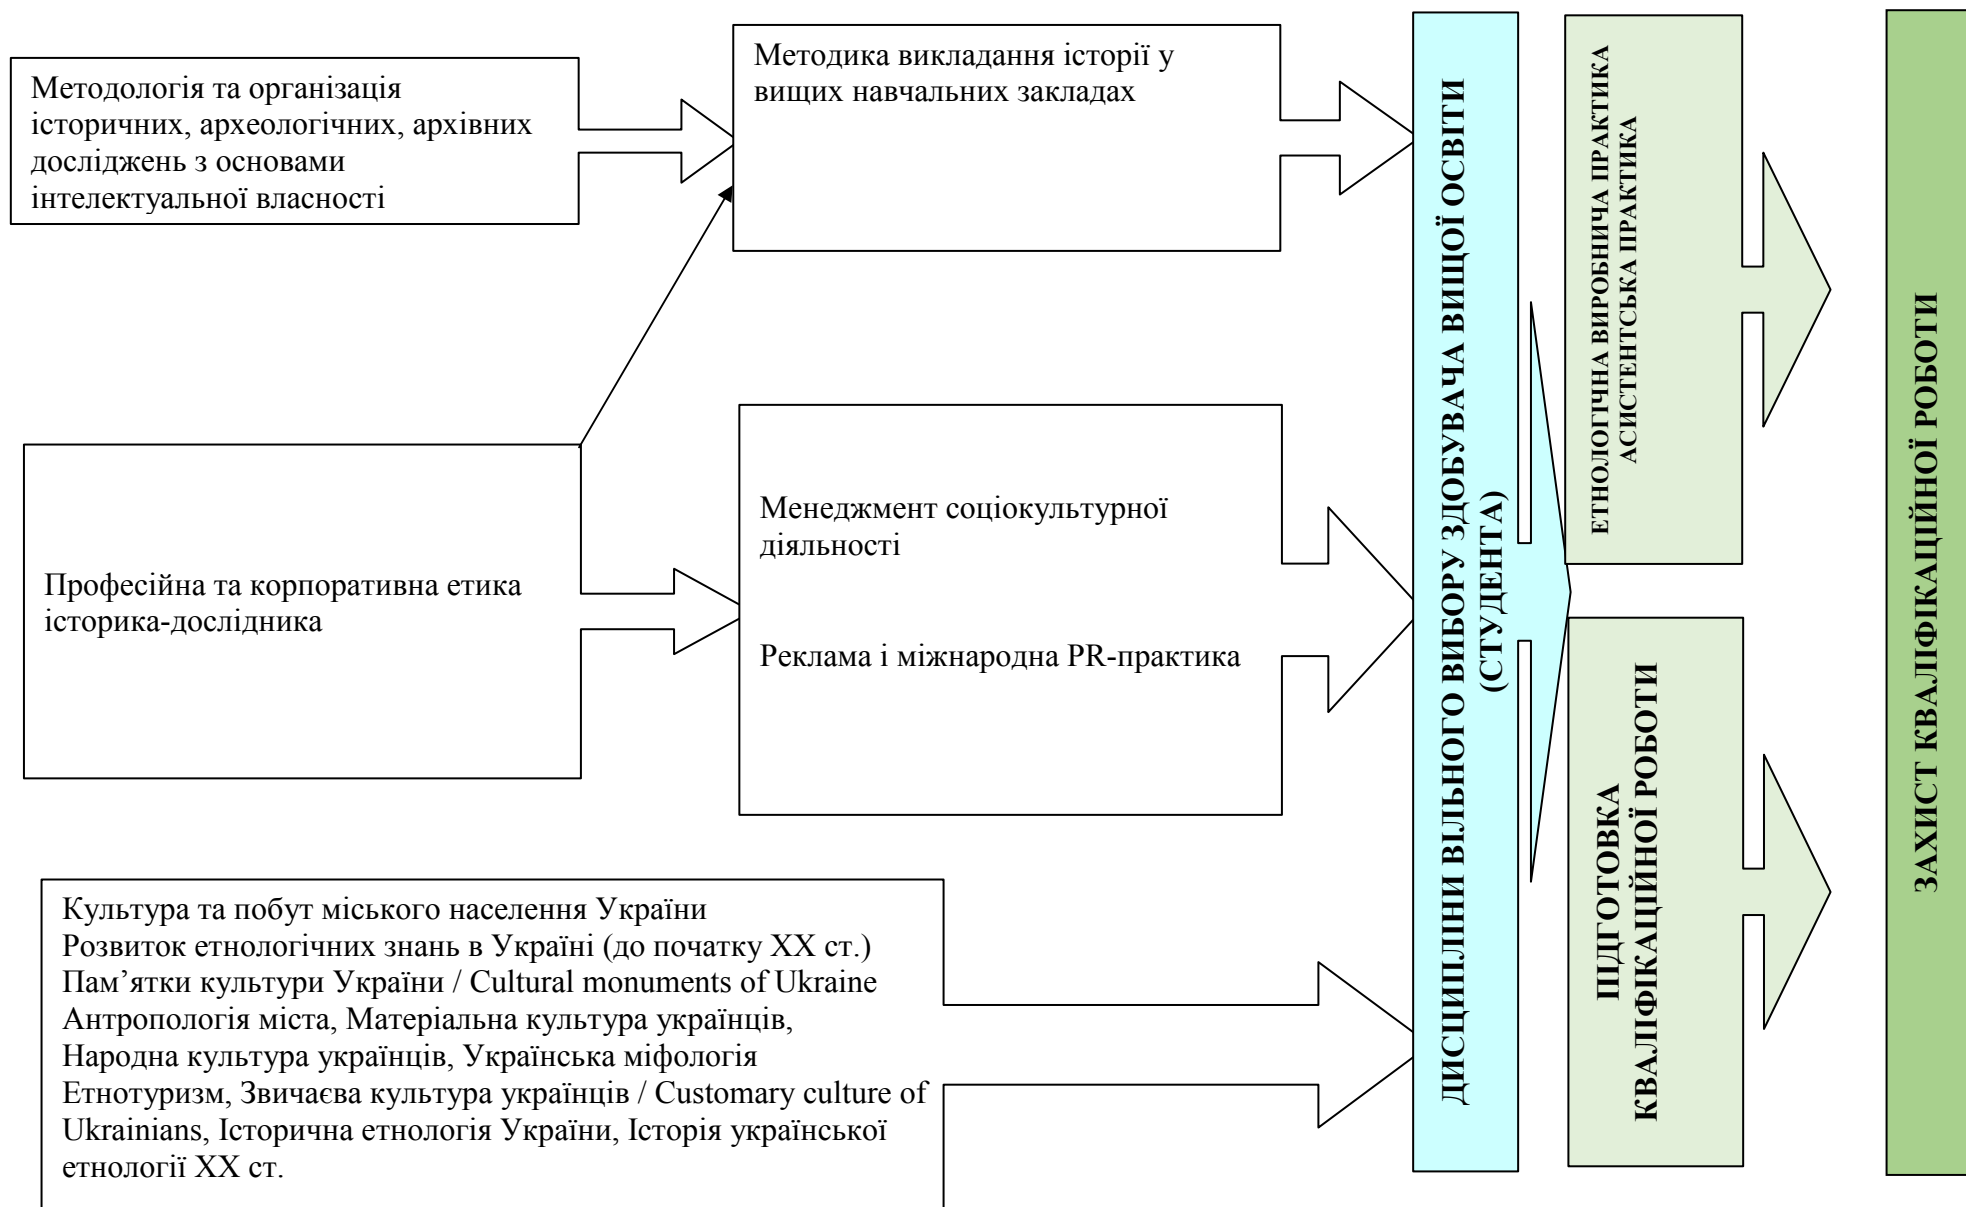 Методологія та організація
історичних, археологічних, архівних
досліджень з основами
інтелектуальної власності
Методика викладання історії у
вищих навчальних закладах
Професійна та корпоративна етика
історика-дослідника
Менеджмент соціокультурної
діяльності
Реклама і міжнародна PR-практика
Культура та побут міського населення України
Розвиток етнологічних знань в Україні (до початку ХХ ст.)
Пам’ятки культури України / Cultural monuments of Ukraine
Антропологія міста, Матеріальна культура українців,
Народна культура українців, Українська міфологія
Етнотуризм, Звичаєва культура українців / Customary culture of
Ukrainians, Історична етнологія України, Історія української
етнології ХХ ст.
ДИСЦИПЛІНИ ВІЛЬНОГО ВИБОРУ ЗДОБУВАЧА ВИЩОЇ ОСВІТИ
(СТУДЕНТА)
ЕТНОЛОГІЧНА ВИРОБНИЧА ПРАКТИКА
АСИСТЕНТСЬКА ПРАКТИКА
ПІДГОТОВКА
КВАЛІФІКАЦІЙНОЇ РОБОТИ
ЗАХИСТ КВАЛІФІКАЦІЙНОЇ РОБОТИ